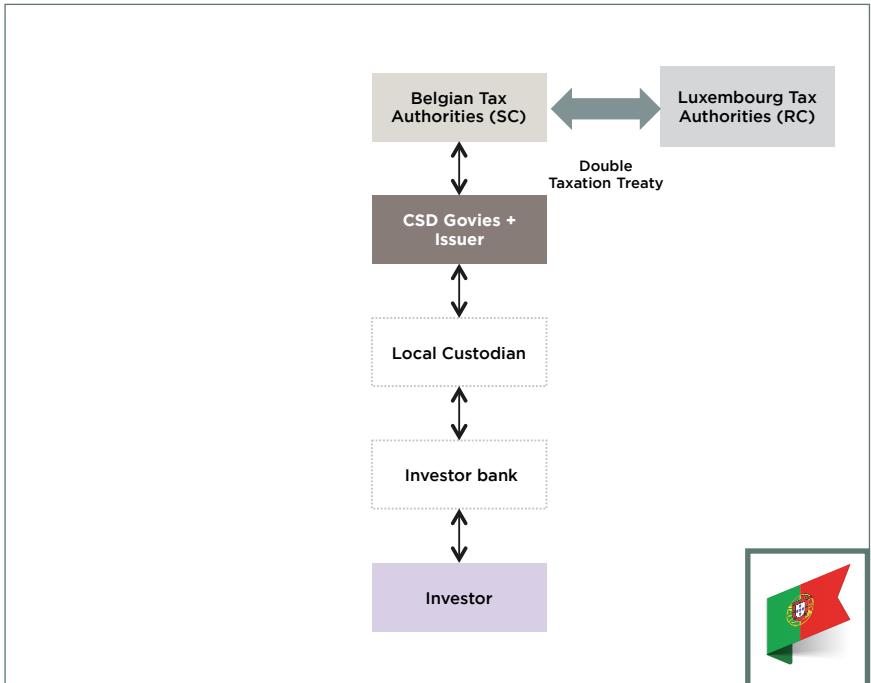 Belgian Tax
Authorities (SC)
Luxembourg Tax
Authorities (RC)
Double
Taxation Treaty
CSD Govies +
Issuer
Local Custodian
Investor bank
Investor